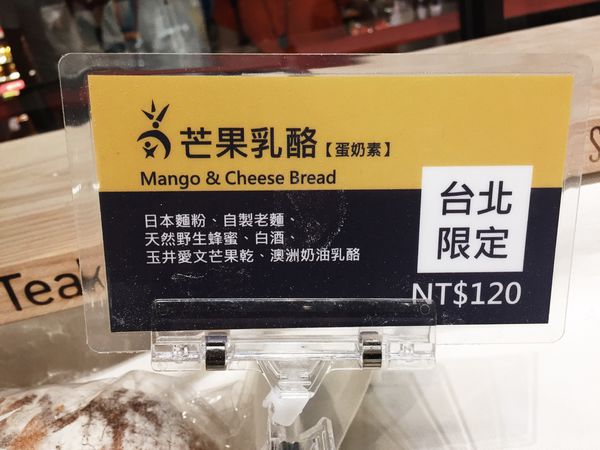 芒果乳酪【蛋奶素】
Mango & Cheese Bread
日本麵粉、自製老麵、
天然野生蜂蜜、白酒、
玉井愛文芒果乾、澳洲奶油乳酪
台北
限定
NT$120
Tea